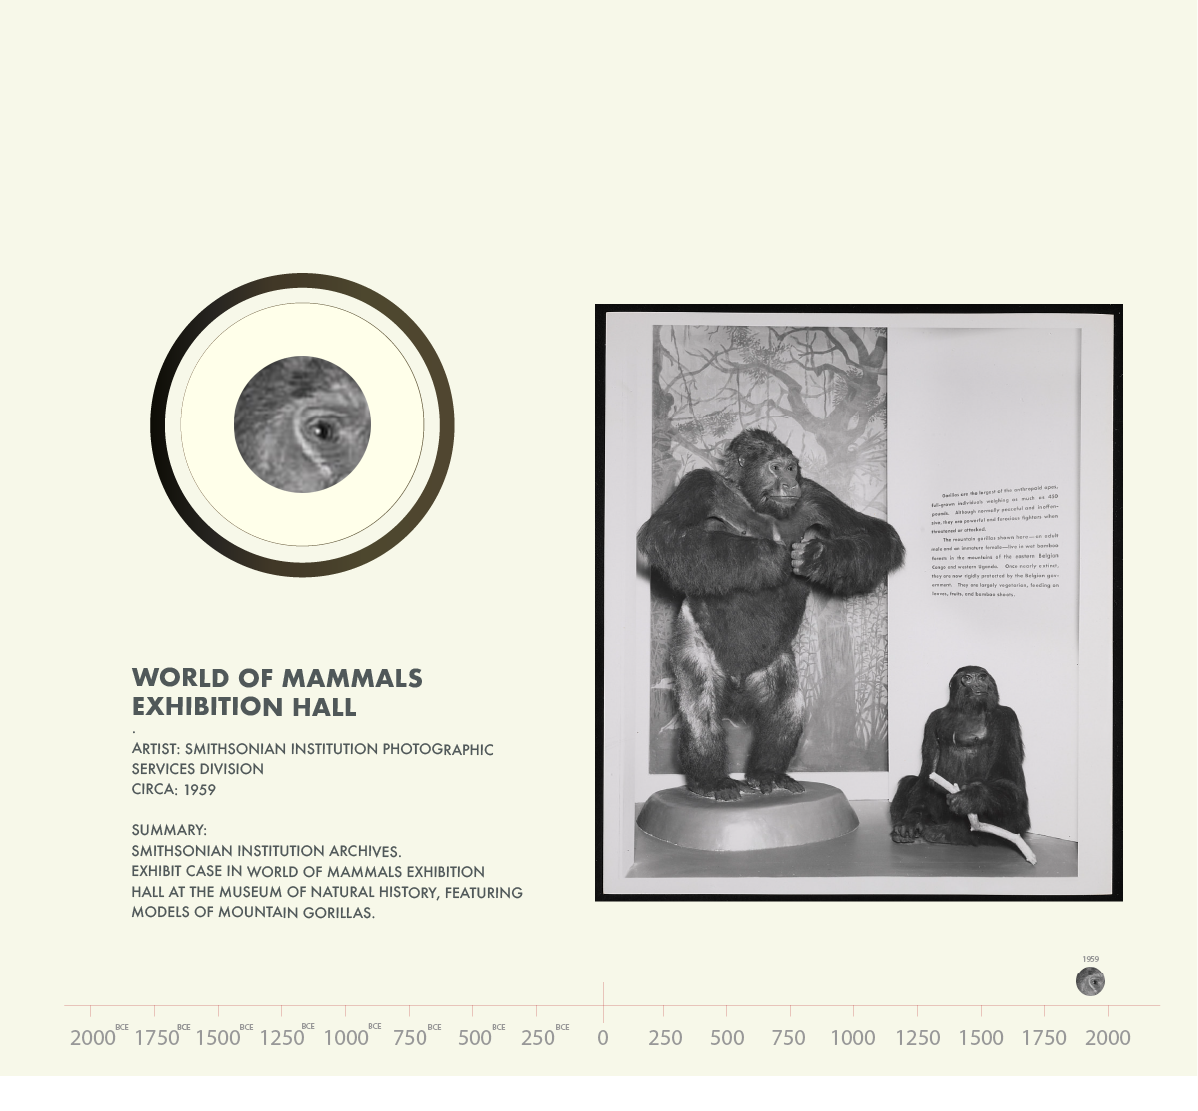 WORLD OF MAMMALS
EXHIBITION HALL
.
ARTIST: SMITHSONIAN INSTITUTION PHOTOGRAPHIC
SERVICES DIVISION
CIRCA: 1959
SUMMARY:
SMITHSONIAN INSTITUTION ARCHIVES.
EXHIBIT CASE IN WORLD OF MAMMALS EXHIBITION
HALL AT THE MUSEUM OF NATURAL HISTORY, FEATURING
MODELS OF MOUNTAIN GORILLAS.
Gorillas are the largest of the anthropoid apes,
full-grown individuals weighing as much as 450
pounds. Although normally peaceful and inoffen-
sive, they are powerful and ferocious fighters when
threatened or attacked.
The mountain gorillas shown here—an adult
male and an immature female—live in wet bamboo
forests in the mountains of the eastern Belgian
Congo and western Uganda. Once nearly extinct,
they are now rigidly protected by the Belgian gov-
ernment. They are largely vegetarian, feeding on
leaves, fruits, and bamboo shoots.
1959
2000 BCE 1750 BCE 1500 BCE 1250 BCE 1000 BCE 750 BCE 500 BCE 250 BCE 0 250 500 750 1000 1250 1500 1750 2000